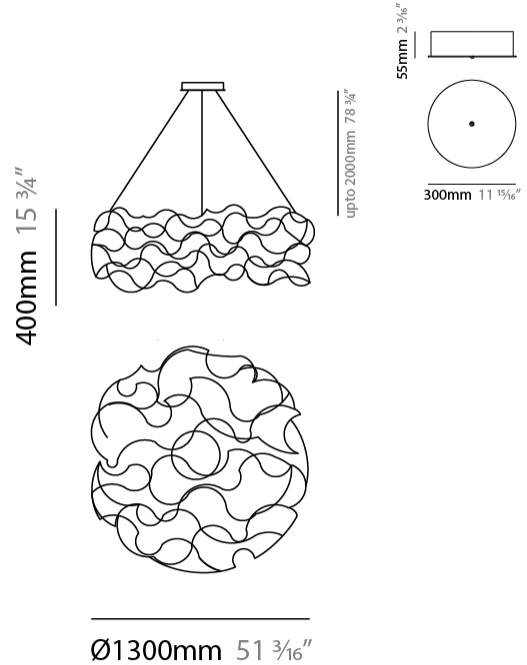 55mm 2 ³⁄₁₆”
300mm 11 ¹⁵⁄₁₆”
upto 2000mm 78 ¾”
400mm 15 ¾”
Ø1300mm 51 ³⁄₁₆”